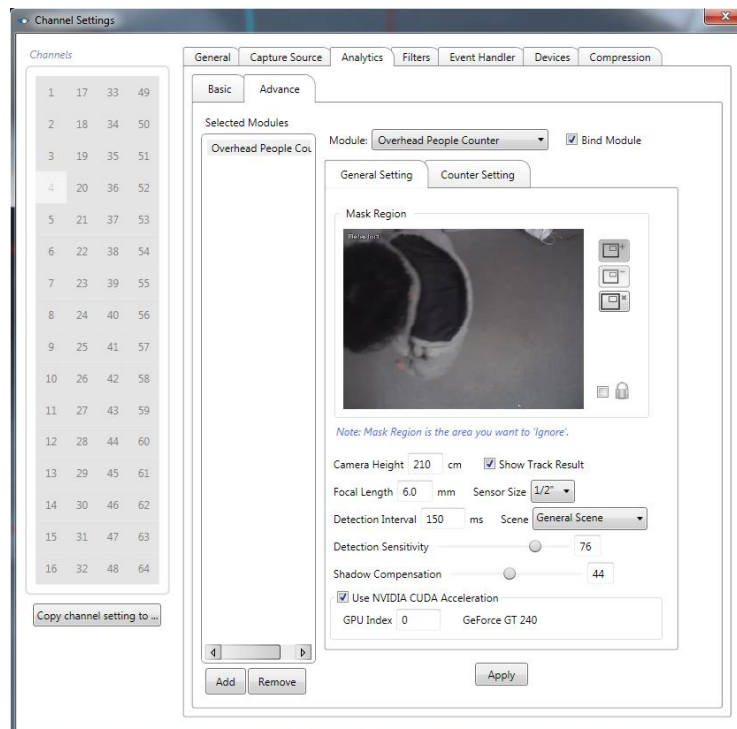 Channel Settings
Channels
General Capture Source Analytics Filters Event Handler Devices Compression
Basic Advance
1 17 33 49
2 18 34 50
3 19 35 51
4 20 36 52
5 21 37 53
6 22 38 54
7 23 39 55
8 24 40 56
9 25 41 57
10 26 42 58
11 27 43 59
12 28 44 60
13 29 45 61
14 30 46 62
15 31 47 63
16 32 48 64
Copy channel setting to ...
Selected Modules
Overhead People Cou
Add Remove
Module: Overhead People Counter Bind Module
General Setting Counter Setting
Mask Region
Note: Mask Region is the area you want to 'Ignore'.
Camera Height 210 cm Show Track Result
Focal Length 6.0 mm Sensor Size 1/2"
Detection Interval 150 ms Scene General Scene
Detection Sensitivity 76
Shadow Compensation 44
Use NVIDIA CUDA Acceleration
GPU Index 0 GeForce GT 240
Apply